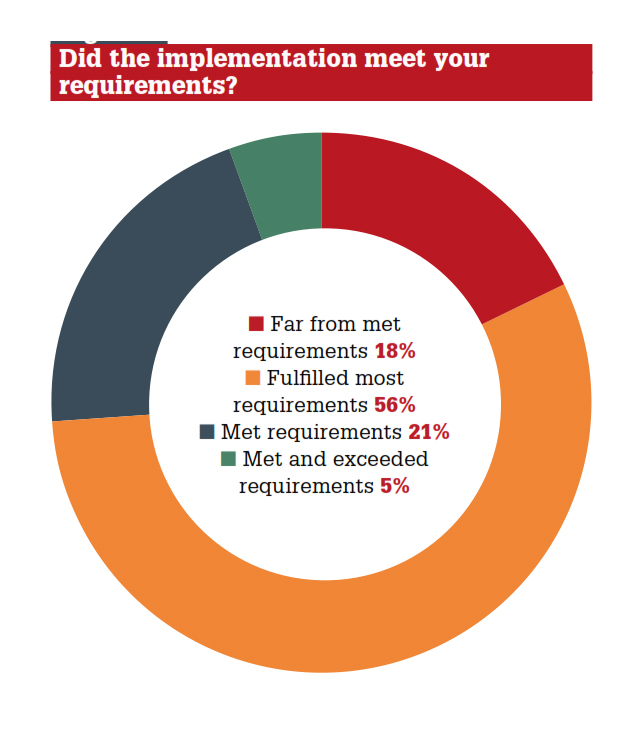 Did the implementation meet your
requirements?
Far from met
requirements 18%
Fulfilled most
requirements 56%
Met requirements 21%
Met and exceeded
requirements 5%